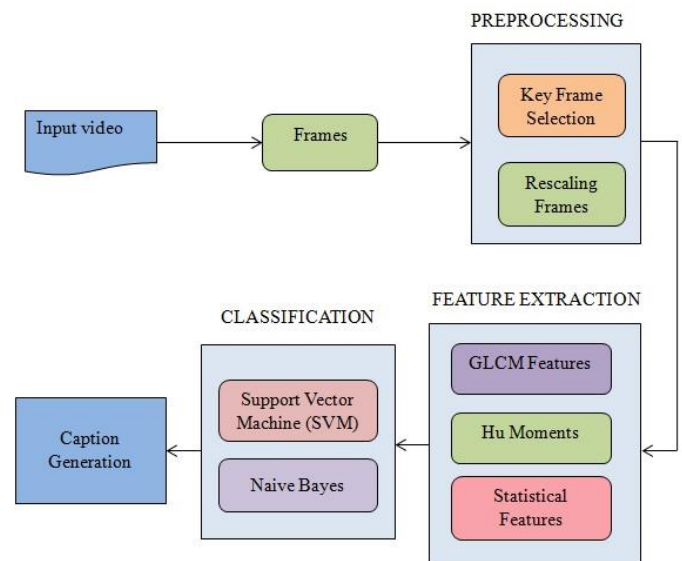 PREPROCESSING
Input video
Frames
Key Frame
Selection
Rescaling
Frames
FEATURE EXTRACTION
GLCM Features
Hu Moments
Statistical
Features
CLASSIFICATION
Support Vector
Machine (SVM)
Naive Bayes
Caption
Generation